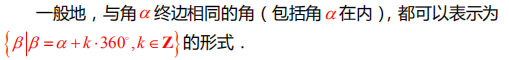 一般地，与角α终边相同的角（包括角α在内），都可以表示为
{β|β=α+k·360°,k∈Z}的形式．